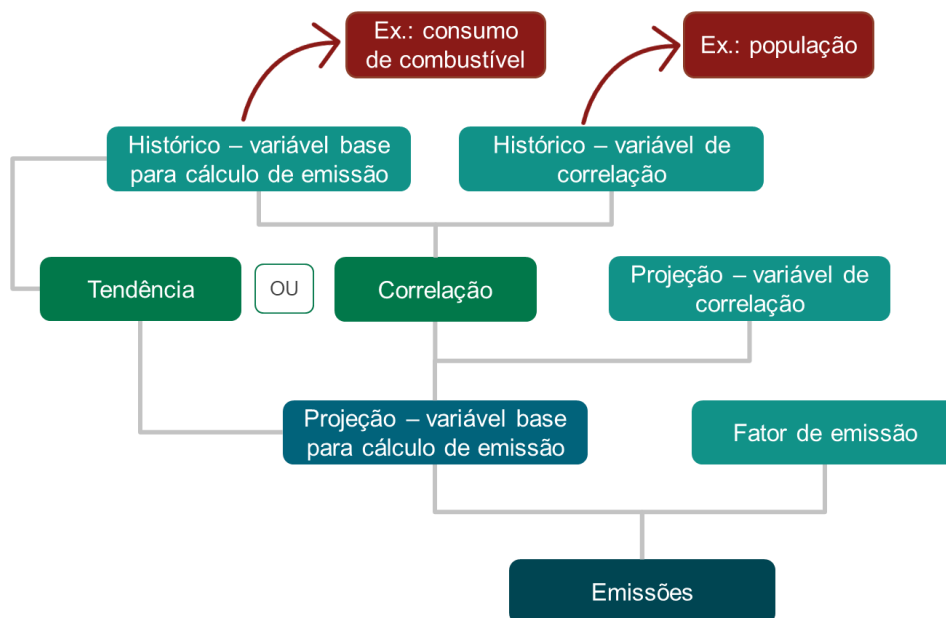 Ex.: consumo
de combustível
Ex.: população
Histórico – variável base
para cálculo de emissão
Histórico – variável de
correlação
Tendência
OU
Correlação
Projeção – variável de
correlação
Projeção – variável base
para cálculo de emissão
Fator de emissão
Emissões